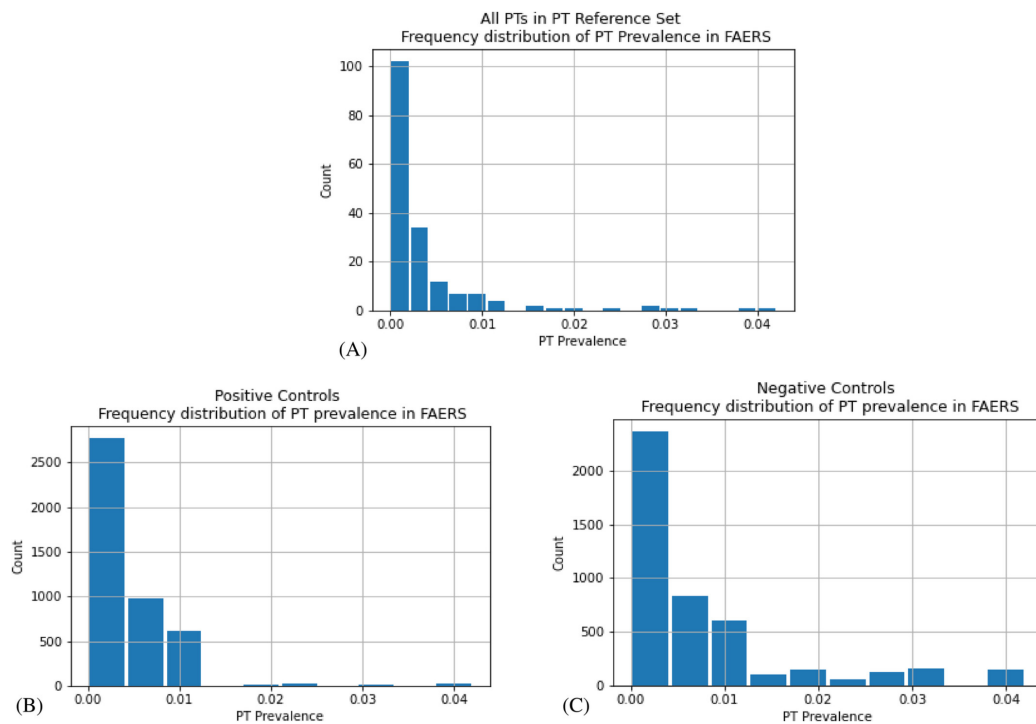 All PTs in PT Reference Set
Frequency distribution of PT Prevalence in FAERS
100
80
60
40
20
0
Count
0.00 0.01 0.02 0.03 0.04
PT Prevalence
(A)
Positive Controls
Frequency distribution of PT prevalence in FAERS
2500
2000
1500
1000
500
0
Count
0.00 0.01 0.02 0.03 0.04
PT Prevalence
(B)
Negative Controls
Frequency distribution of PT prevalence in FAERS
2000
1500
1000
500
0
Count
0.00 0.01 0.02 0.03 0.04
PT Prevalence
(C)